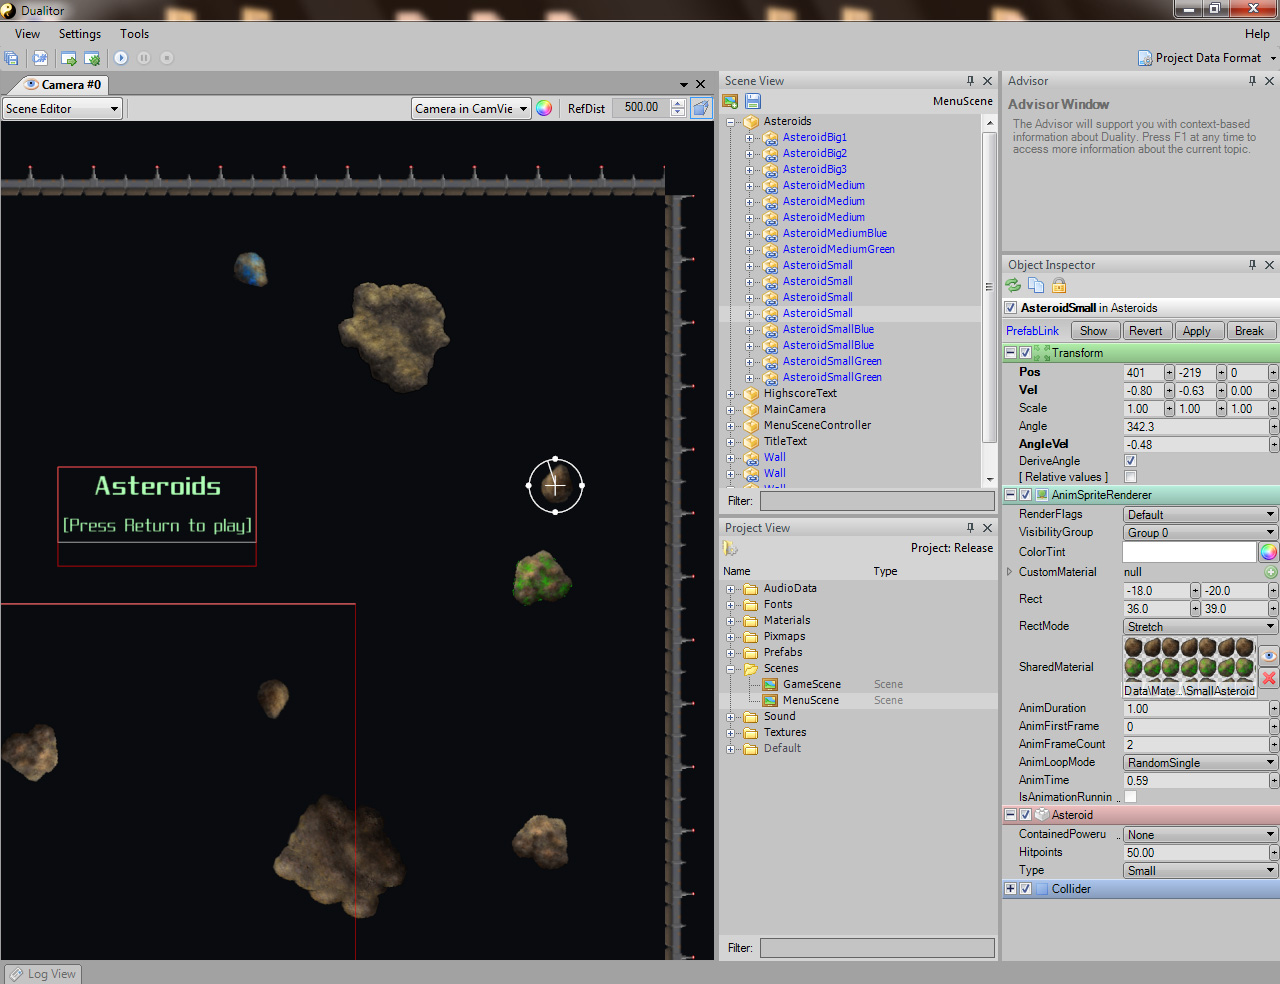 Dualitor
View Settings Tools Help
Project Data Format
Camera #0
Scene Editor
Camera in CamVie
RefDist 500.00
Asteroids
[Press Return to play]
Scene View
MenuScene
Asteroids
AsteroidBig1
AsteroidBig2
AsteroidBig3
AsteroidMedium
AsteroidMedium
AsteroidMedium
AsteroidMediumBlue
AsteroidMediumGreen
AsteroidSmall
AsteroidSmall
AsteroidSmall
AsteroidSmall
AsteroidSmallBlue
AsteroidSmallBlue
AsteroidSmallGreen
AsteroidSmallGreen
HighscoreText
MainCamera
MenuSceneController
TitleText
Wall
Wall
Filter:
Project View
Project: Release
Name Type
AudioData
Fonts
Materials
Pixmaps
Prefabs
Scenes
GameScene Scene
MenuScene Scene
Sound
Textures
Default
Filter:
Advisor
Advisor Window
The Advisor will support you with context-based
information about Duality. Press F1 at any time to
access more information about the current topic.
Object Inspector
AsteroidSmall in Asteroids
PrefabLink Show Revert Apply Break
Transform
Pos 401 -219 0
Vel -0.80 -0.63 0.00
Scale 1.00 1.00 1.00
Angle 342.3
AngleVel -0.48
DeriveAngle
[ Relative values ]
AnimSpriteRenderer
RenderFlags Default
VisibilityGroup Group 0
ColorTint
CustomMaterial null
Rect -18.0 -20.0
36.0 39.0
RectMode Stretch
SharedMaterial
Data\Mate...\SmallAsteroid
AnimDuration 1.00
AnimFirstFrame 0
AnimFrameCount 2
AnimLoopMode RandomSingle
AnimTime 0.59
IsAnimationRunnin..
Asteroid
ContainedPoweru.. None
Hitpoints 50.00
Type Small
Collider
Log View